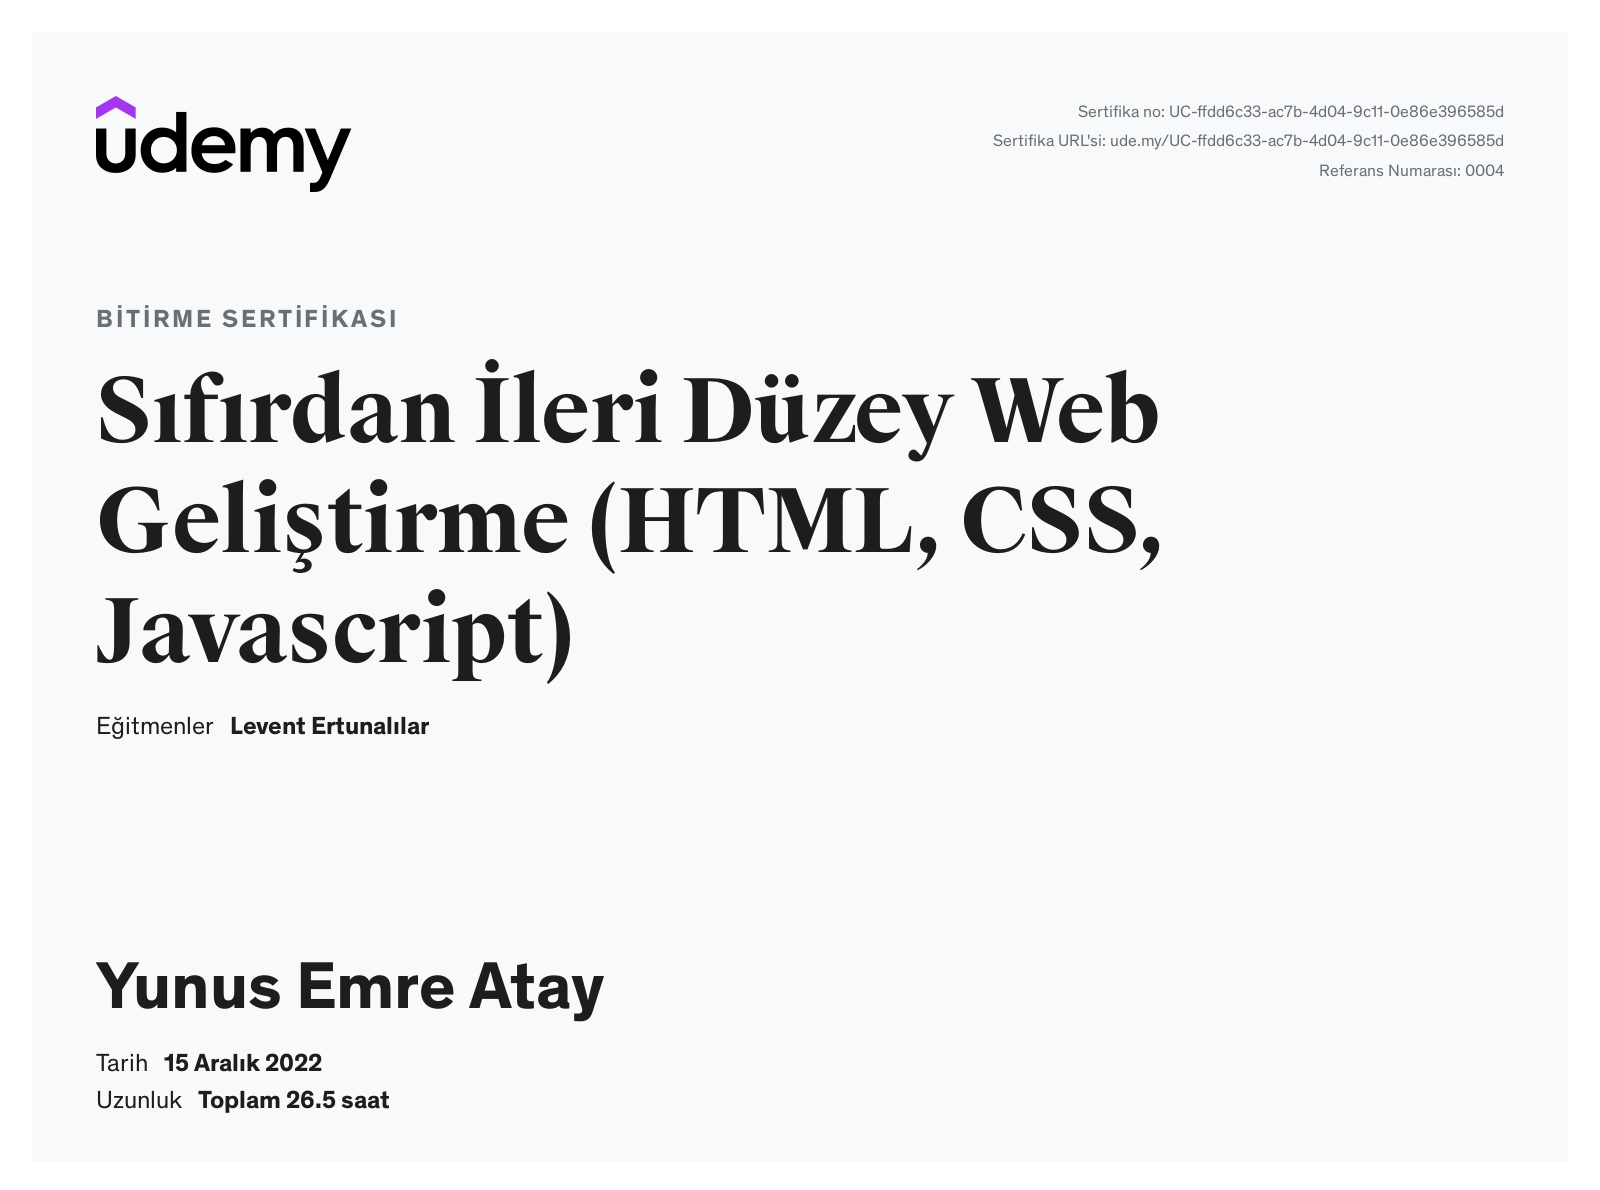 udemy
Sertifika no: UC-ffdd6c33-ac7b-4d04-9c11-0e86e396585d
Sertifika URL'si: ude.my/UC-ffdd6c33-ac7b-4d04-9c11-0e86e396585d
Referans Numarası: 0004
BİTİRME SERTİFİKASI
Sıfırdan İleri Düzey Web
Geliştirme (HTML, CSS,
Javascript)
Eğitmenler Levent Ertunalılar
Yunus Emre Atay
Tarih 15 Aralık 2022
Uzunluk Toplam 26.5 saat